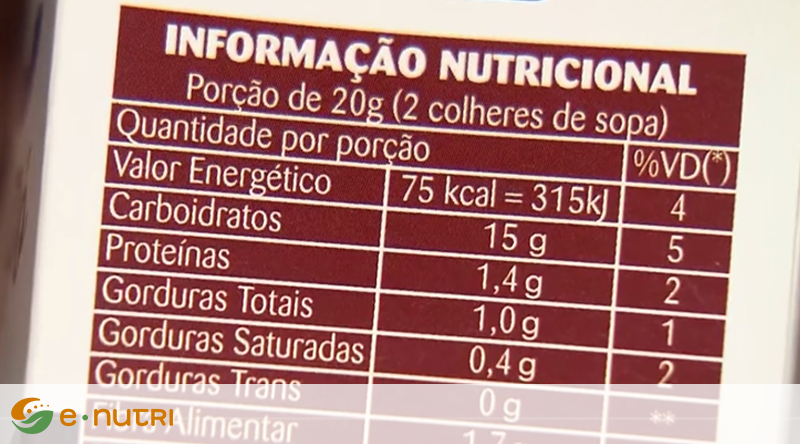 INFORMAÇÃO NUTRICIONAL
Porção de 20g (2 colheres de sopa)
Quantidade por porção %VD(*)
Valor Energético 75 kcal = 315kJ 4
Carboidratos 15 g 5
Proteínas 1,4 g 2
Gorduras Totais 1,0 g 1
Gorduras Saturadas 0,4 g 2
Gorduras Trans 0 g **
Fibra Alimentar
e·nutri